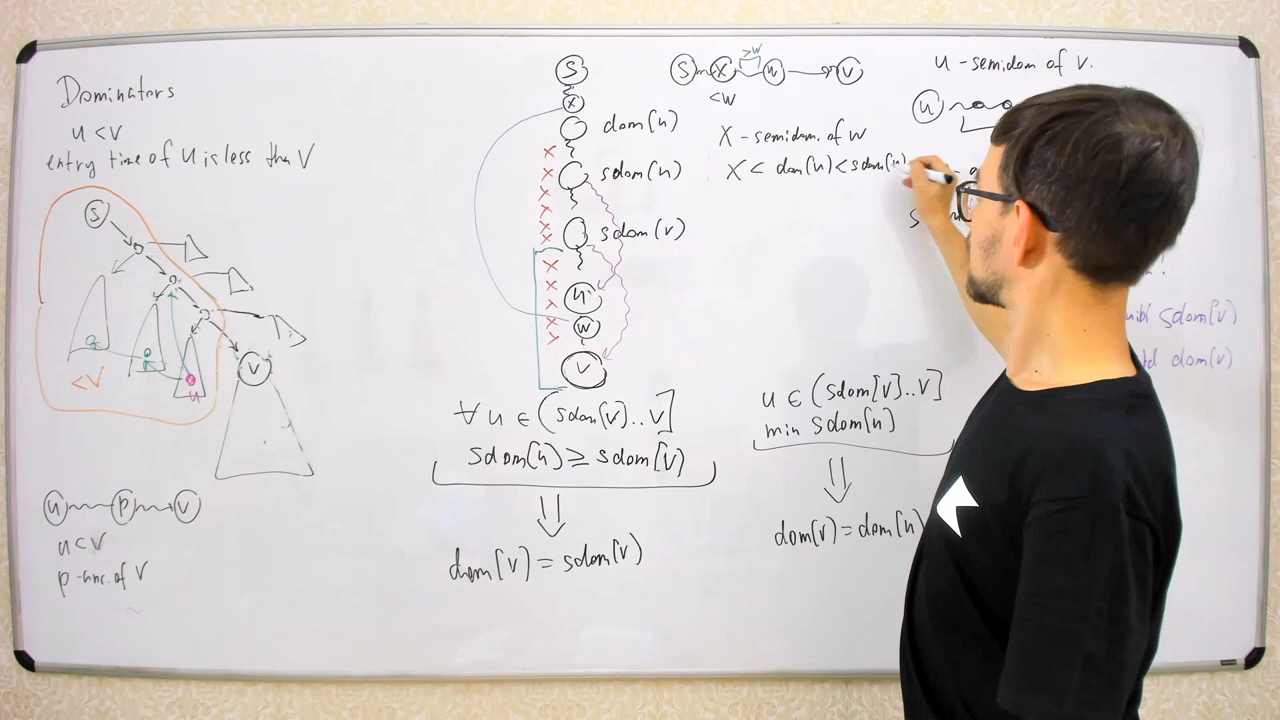 Dominators
u < v
entry time of u is less than V
S
< V
u
v
u p v
u < v
p - anc. of v
S
x
dom[u]
sdom[u]
sdom[v]
u
w
v
x x x x x
x x x x
∀ u ∈ (sdom[v]..v]
sdom[u] ≥ sdom[v]
⇓
dom[v] = sdom[v]
≥w
S x w v
<w
x - semidom. of w
x < dom[u] < sdom[u]
u - semidom of v.
u
u ∈ (sdom[v]..v]
min sdom[u]
⇓
dom[v] = dom[u]
sdom[v]
dom[v]